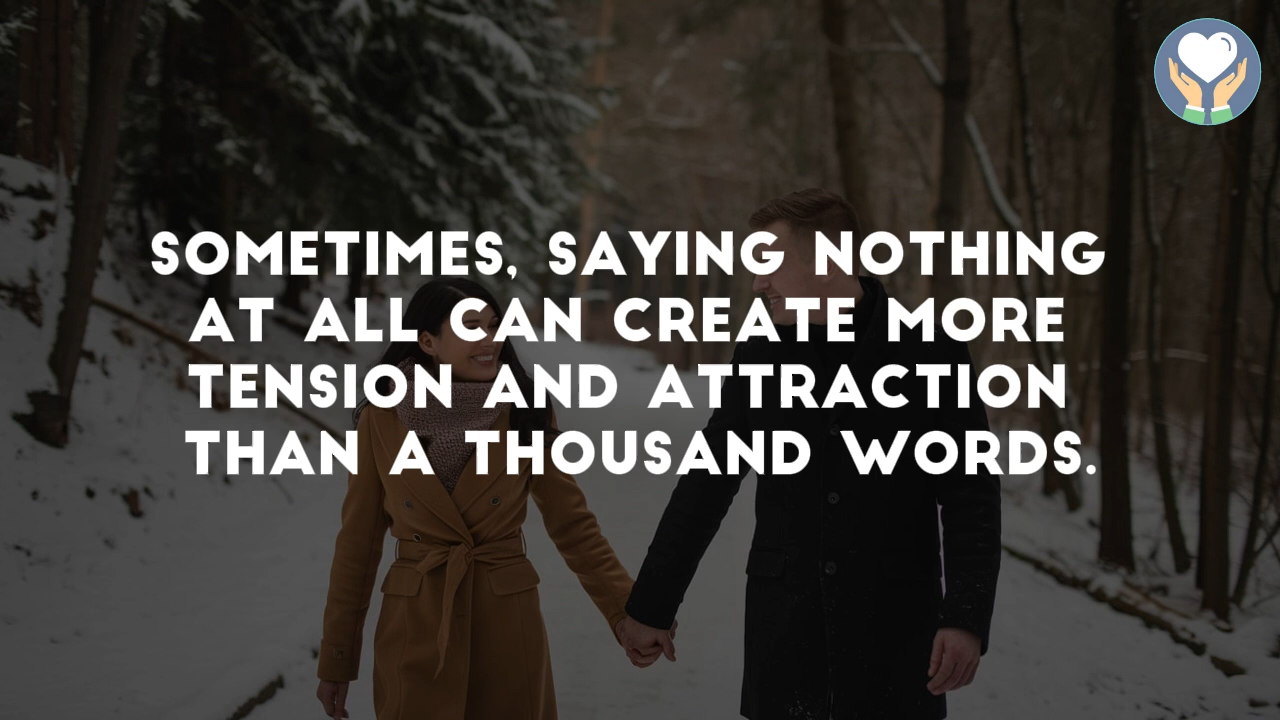 SOMETIMES, SAYING NOTHING
AT ALL CAN CREATE MORE
TENSION AND ATTRACTION
THAN A THOUSAND WORDS.